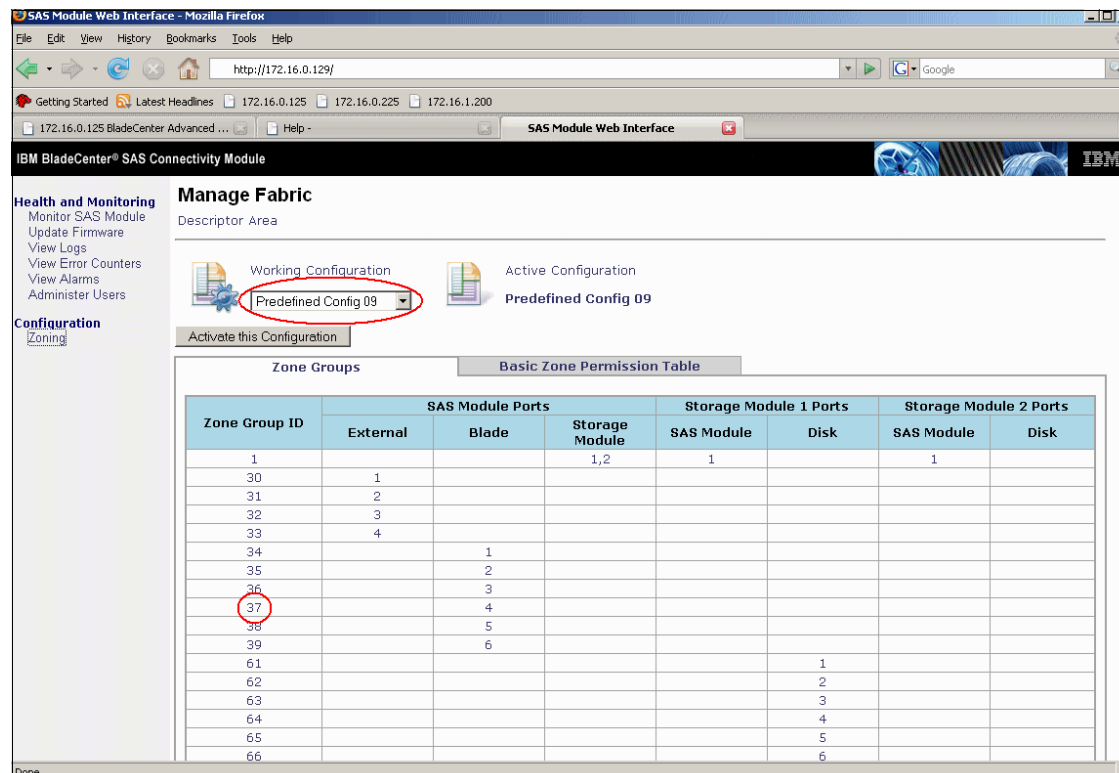 SAS Module Web Interface - Mozilla Firefox
File Edit View History Bookmarks Tools Help
http://172.16.0.129/
G Google
Getting Started Latest Headlines 172.16.0.125 172.16.0.225 172.16.1.200
172.16.0.125 BladeCenter Advanced ... Help - SAS Module Web Interface
IBM BladeCenter® SAS Connectivity Module IBM
Health and Monitoring
Monitor SAS Module
Update Firmware
View Logs
View Error Counters
View Alarms
Administer Users
Configuration
Zoning
Manage Fabric
Descriptor Area
Working Configuration
Predefined Config 09
Active Configuration
Predefined Config 09
Activate this Configuration
Zone Groups Basic Zone Permission Table
Zone Group ID SAS Module Ports Storage Module 1 Ports Storage Module 2 Ports
External Blade Storage Module SAS Module Disk SAS Module Disk
1 1,2 1 1
30 1
31 2
32 3
33 4
34 1
35 2
36 3
37 4
38 5
39 6
61 1
62 2
63 3
64 4
65 5
66 6
Done